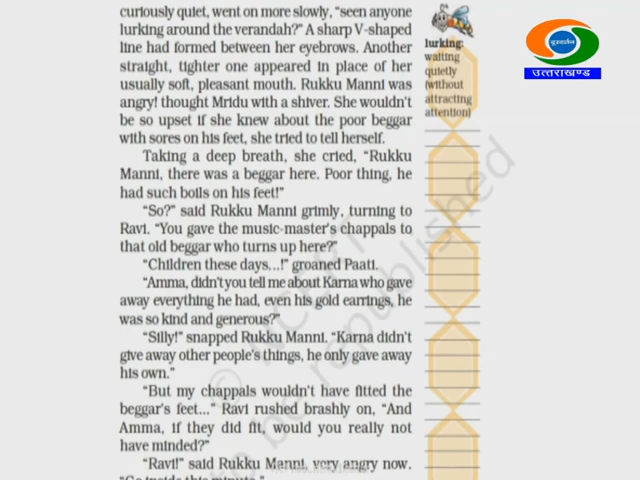 curiously quiet, went on more slowly, “seen anyone
lurking around the verandah?” A sharp V-shaped
line had formed between her eyebrows. Another
straight, tighter one appeared in place of her
usually soft, pleasant mouth. Rukku Manni was
angry! thought Mridu with a shiver. She wouldn’t
be so upset if she knew about the poor beggar
with sores on his feet, she tried to tell herself.
Taking a deep breath, she cried, “Rukku
Manni, there was a beggar here. Poor thing, he
had such boils on his feet!”
“So?” said Rukku Manni grimly, turning to
Ravi. “You gave the music-master’s chappals to
that old beggar who turns up here?”
“Children these days...!” groaned Paati.
“Amma, didn’t you tell me about Karna who gave
away everything he had, even his gold earrings, he
was so kind and generous?”
“Silly!” snapped Rukku Manni. “Karna didn’t
give away other people’s things, he only gave away
his own.”
“But my chappals wouldn’t have fitted the
beggar’s feet...” Ravi rushed brashly on, “And
Amma, if they did fit, would you really not
have minded?”
“Ravi!” said Rukku Manni, very angry now.
“Go inside this minute.”
lurking:
waiting
quietly
(without
attracting
attention)
दूरदर्शन
उत्तराखण्ड
© NCERT
to be republished